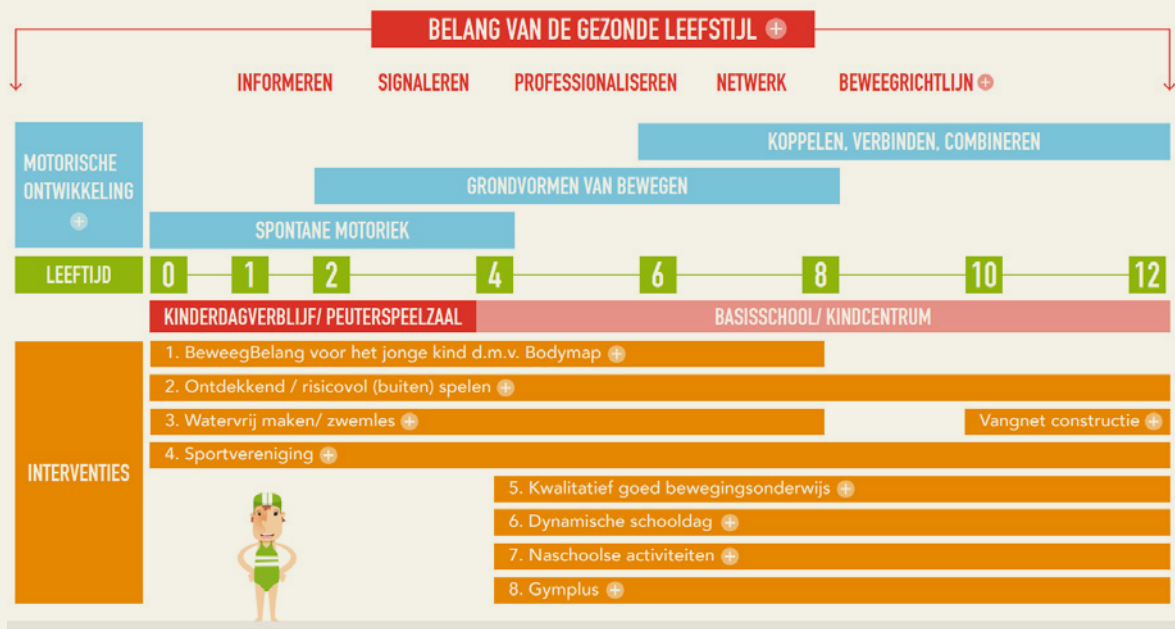 BELANG VAN DE GEZONDE LEEFSTIJL
INFORMEREN SIGNALEREN PROFESSIONALISEREN NETWERK BEWEEGRICHTLIJN
MOTORISCHE
ONTWIKKELING
KOPPELEN, VERBINDEN, COMBINEREN
GRONDVORMEN VAN BEWEGEN
SPONTANE MOTORIEK
LEEFTIJD 0 1 2 4 6 8 10 12
KINDERDAGVERBLIJF/ PEUTERSPEELZAAL BASISSCHOOL/ KINDCENTRUM
INTERVENTIES
1. BeweegBelang voor het jonge kind d.m.v. Bodymap
2. Ontdekkend / risicovol (buiten) spelen
3. Watervrij maken/ zwemles Vangnet constructie
4. Sportvereniging
5. Kwalitatief goed bewegingsonderwijs
6. Dynamische schooldag
7. Naschoolse activiteiten
8. Gymplus